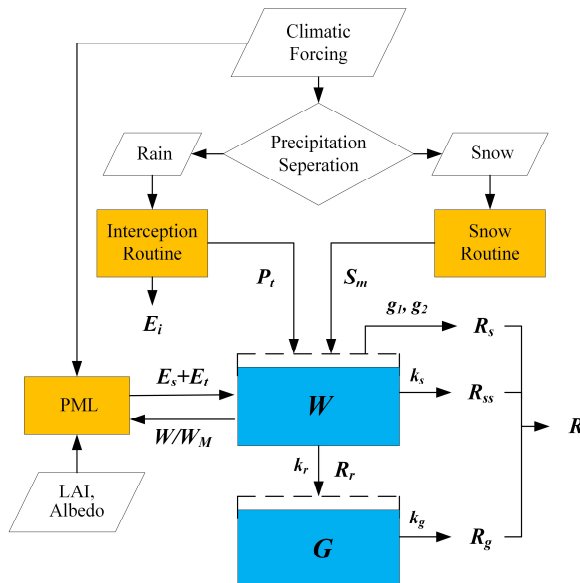 Climatic
Forcing
Precipitation
Seperation
Rain
Snow
Interception
Routine
Snow
Routine
P_t
S_m
E_i
g_1, g_2
R_s
E_s+E_t
PML
W
k_s
R_ss
W/W_M
R
k_r
R_r
LAI,
Albedo
G
k_g
R_g